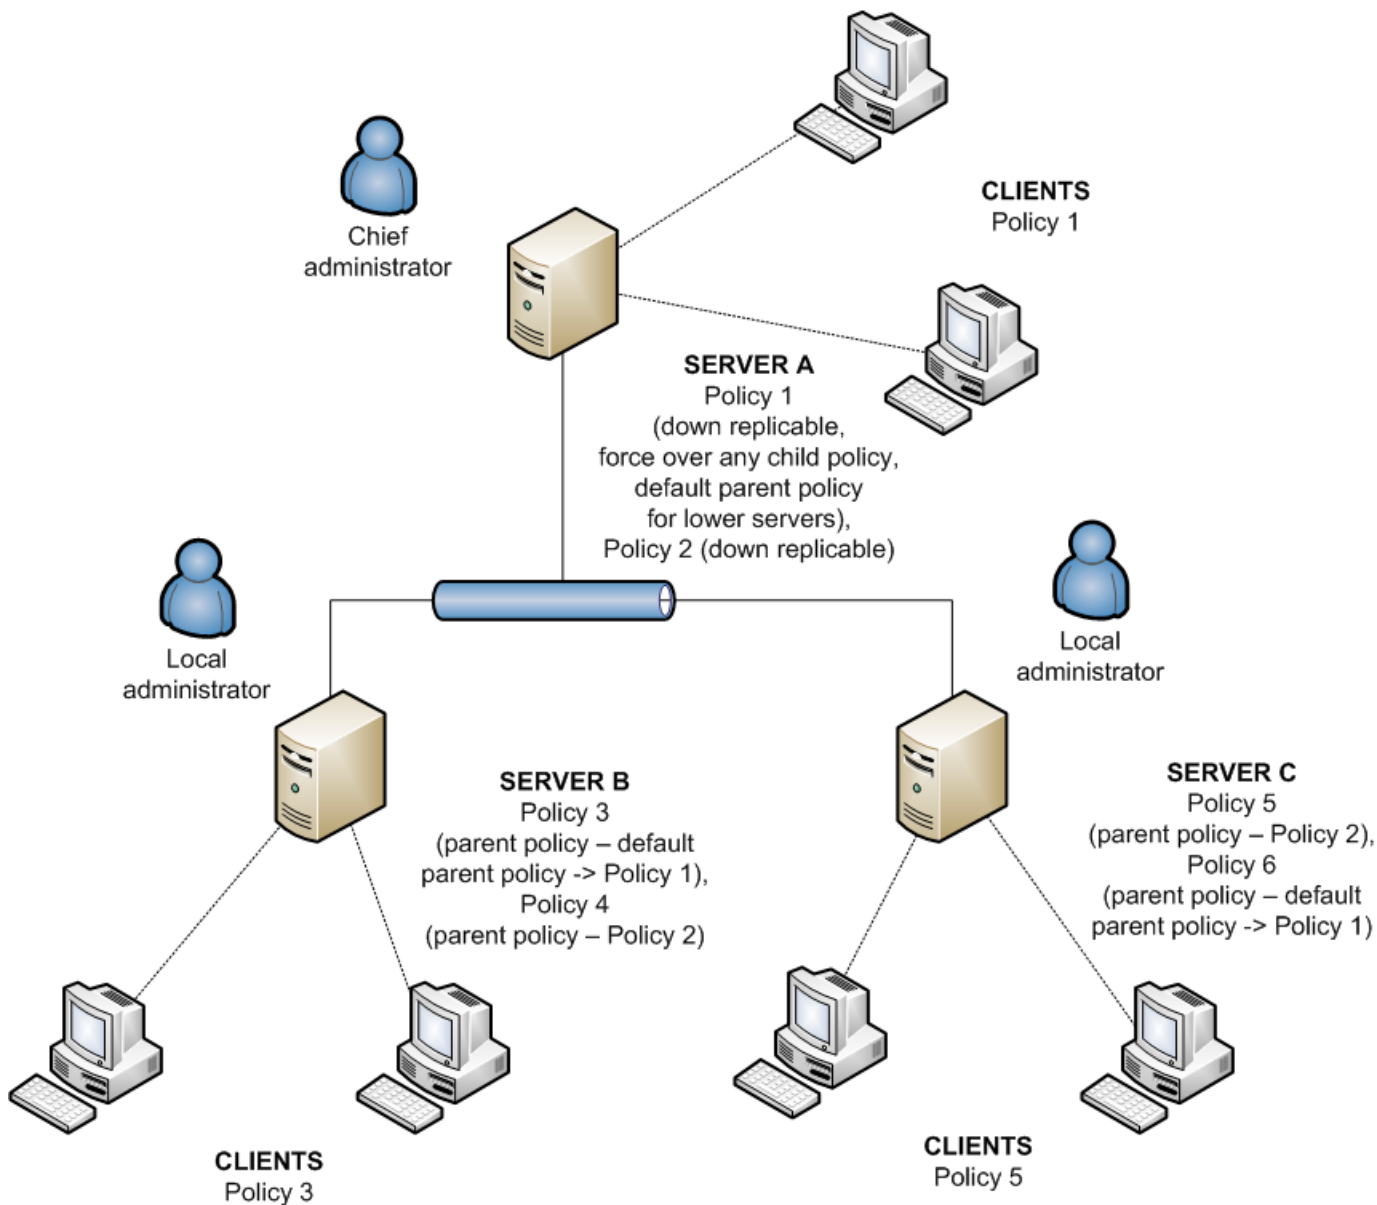 CLIENTS
Policy 1
Chief
administrator
SERVER A
Policy 1
(down replicable,
force over any child policy,
default parent policy
for lower servers),
Policy 2 (down replicable)
Local
administrator
Local
administrator
SERVER B
Policy 3
(parent policy – default
parent policy -> Policy 1),
Policy 4
(parent policy – Policy 2)
SERVER C
Policy 5
(parent policy – Policy 2),
Policy 6
(parent policy – default
parent policy -> Policy 1)
CLIENTS
Policy 3
CLIENTS
Policy 5